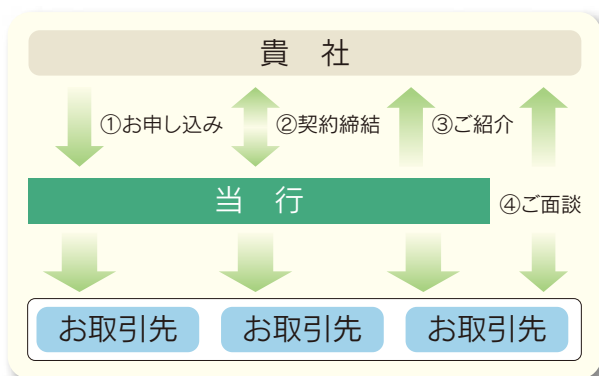 貴　社
①お申し込み
②契約締結
③ご紹介
当　行
④ご面談
お取引先
お取引先
お取引先